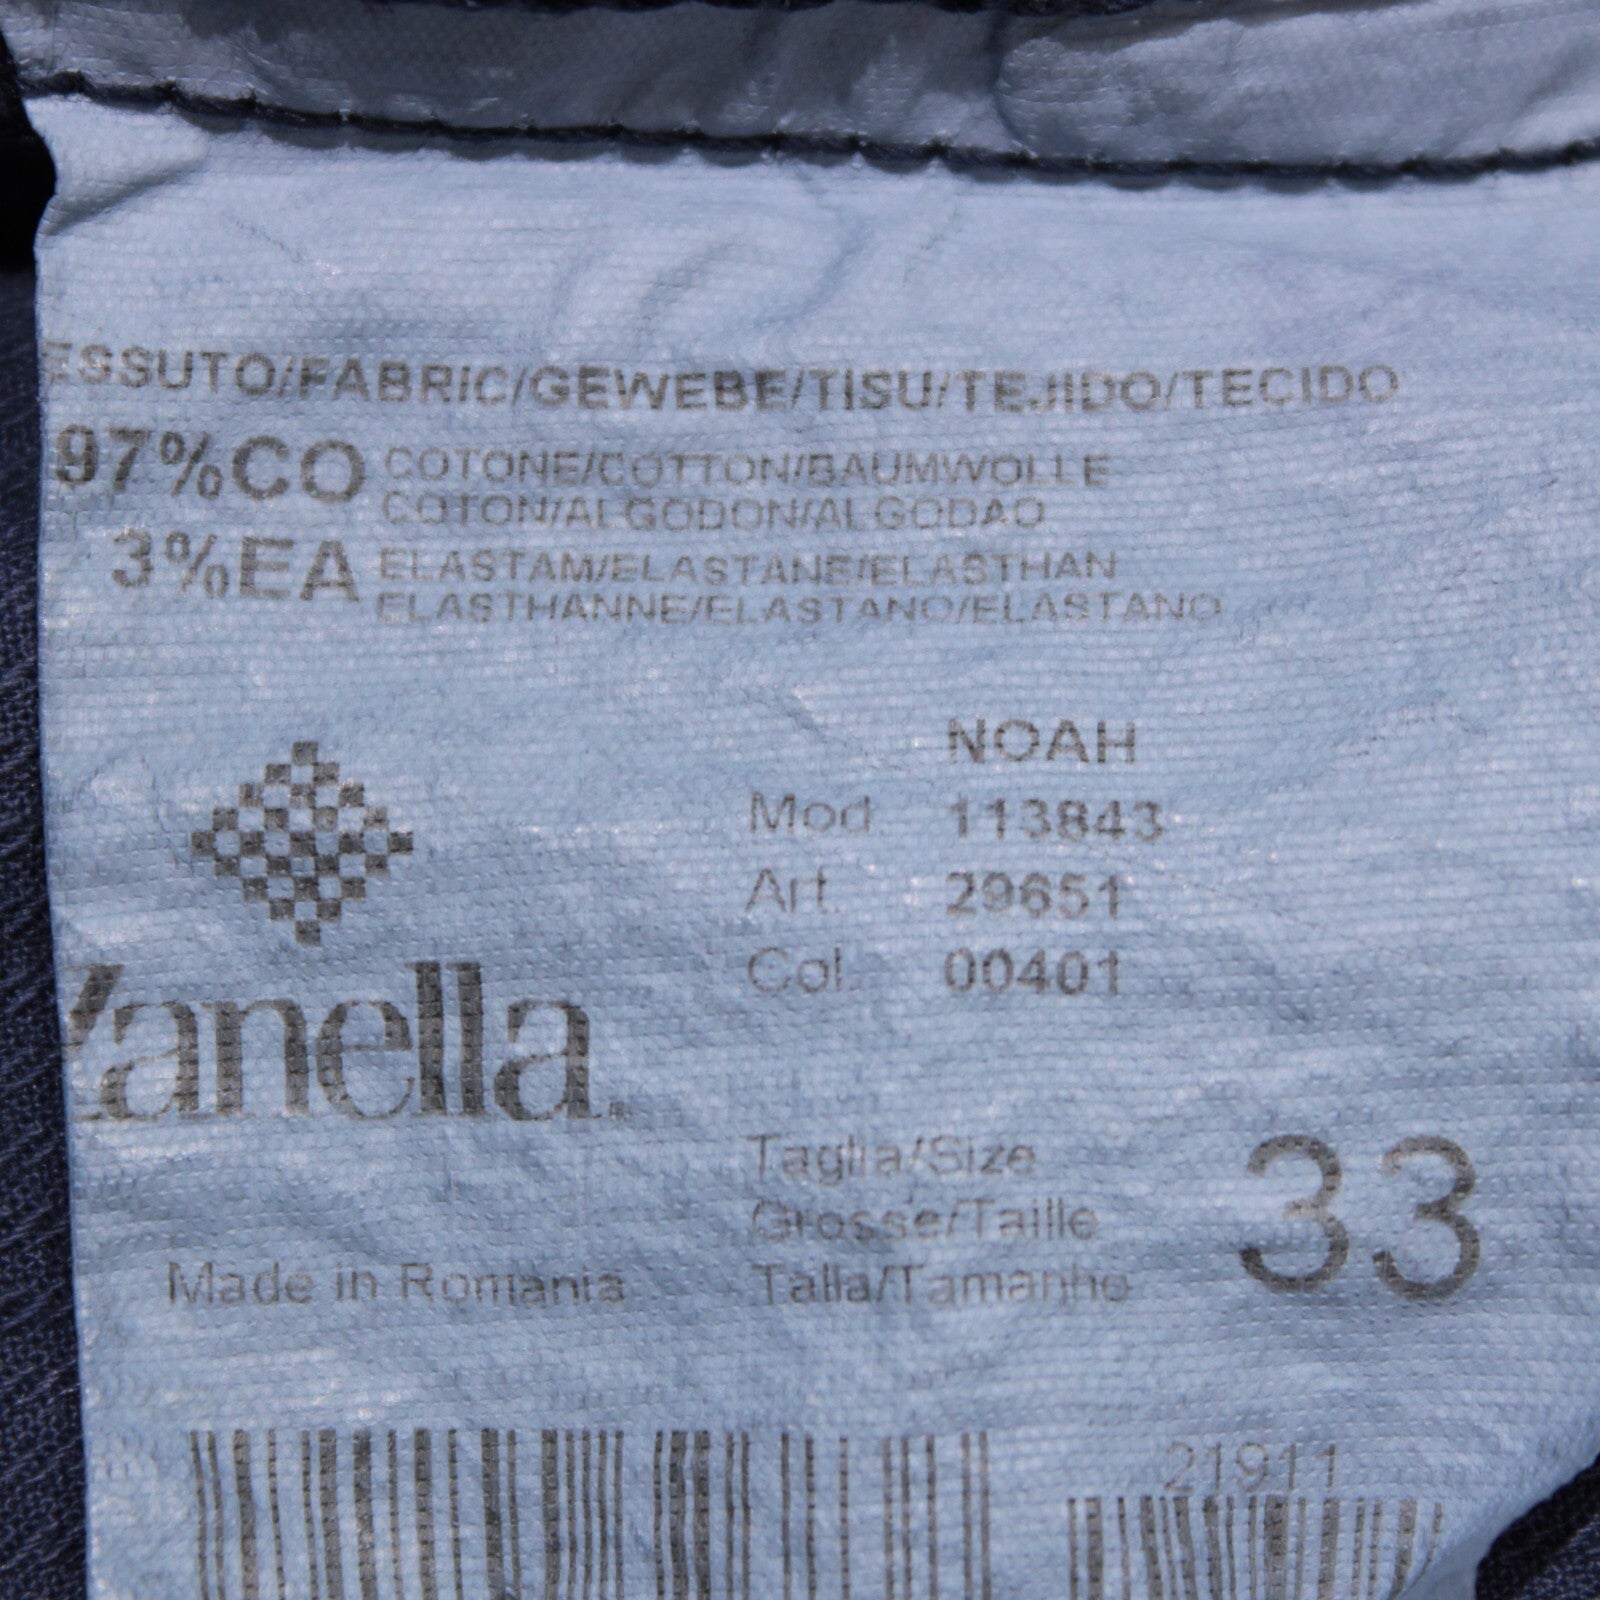 ESSUTO/FABRIC/GEWEBE/TISU/TEJIDO/TECIDO
97%CO COTONE/COTTON/BAUMWOLLE
COTON/ALGODON/ALGODAO
3%EA ELASTAM/ELASTANE/ELASTHAN
ELASTHANNE/ELASTANO/ELASTANO
NOAH
Mod. 113843
Art. 29651
Col. 00401
Zanella.
Taglia/Size
Grosse/Taille
Talla/Tamanho
33
Made in Romania
21911